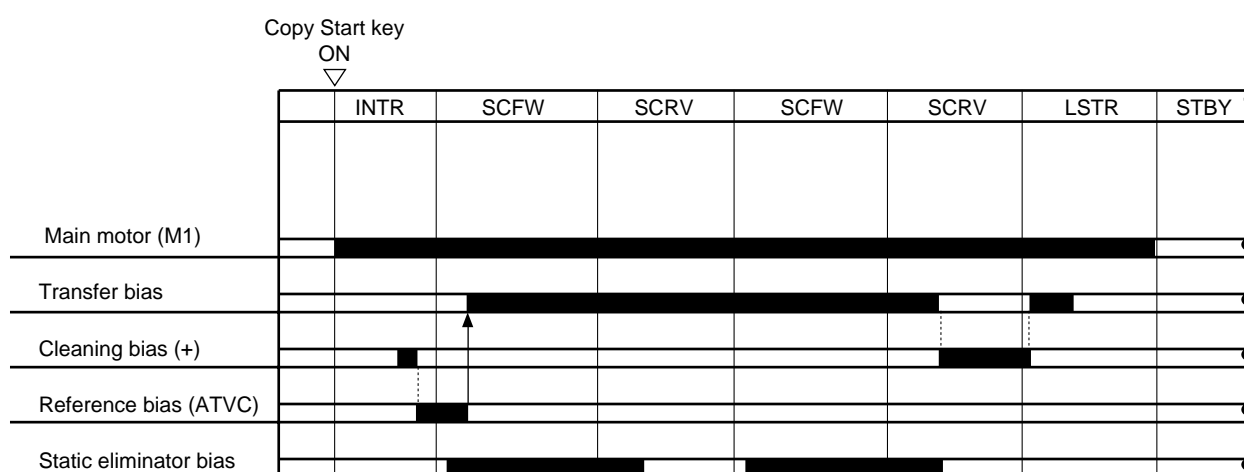 Copy Start key
ON
INTR SCFW SCRV SCFW SCRV LSTR STBY
Main motor (M1)
Transfer bias
Cleaning bias (+)
Reference bias (ATVC)
Static eliminator bias